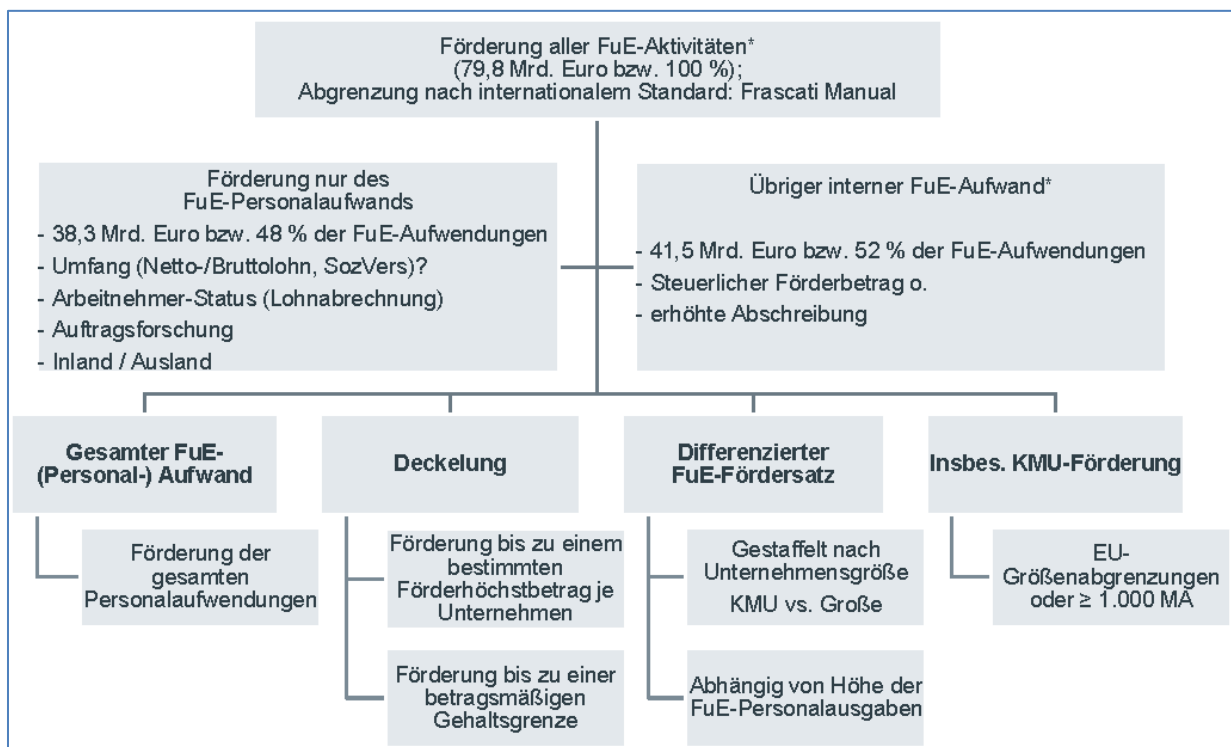 Förderung aller FuE-Aktivitäten*
(79,8 Mrd. Euro bzw. 100 %);
Abgrenzung nach internationalem Standard: Frascati Manual
Förderung nur des
FuE-Personalaufwands
- 38,3 Mrd. Euro bzw. 48 % der FuE-Aufwendungen
- Umfang (Netto-/Bruttolohn, SozVers)?
- Arbeitnehmer-Status (Lohnabrechnung)
- Auftragsforschung
- Inland / Ausland
Übriger interner FuE-Aufwand*
- 41,5 Mrd. Euro bzw. 52 % der FuE-Aufwendungen
- Steuerlicher Förderbetrag o.
- erhöhte Abschreibung
Gesamter FuE-
(Personal-) Aufwand
Förderung der
gesamten
Personalaufwendungen
Deckelung
Förderung bis zu einem
bestimmten
Förderhöchstbetrag je
Unternehmen
Förderung bis zu einer
betragsmäßigen
Gehaltsgrenze
Differenzierter
FuE-Fördersatz
Gestaffelt nach
Unternehmensgröße
KMU vs. Große
Abhängig von Höhe der
FuE-Personalausgaben
Insbes. KMU-Förderung
EU-
Größenabgrenzungen
oder ≥ 1.000 MA